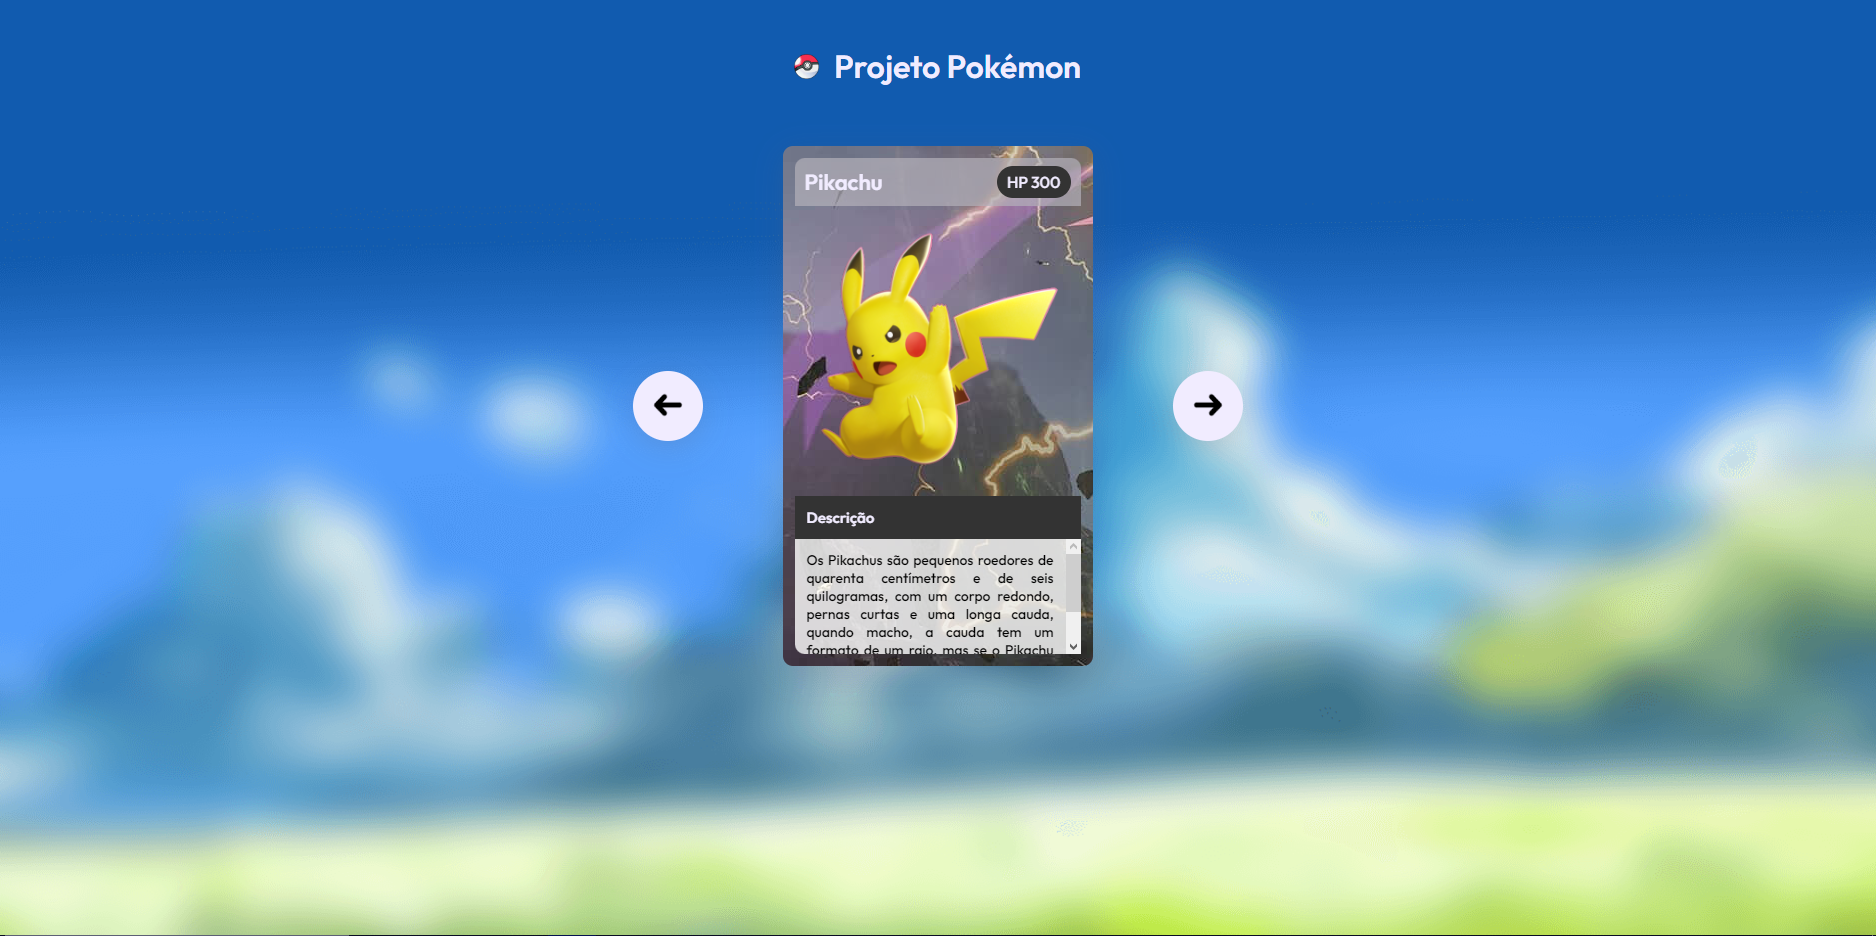 Projeto Pokémon
Pikachu HP 300
Descrição
Os Pikachus são pequenos roedores de
quarenta centímetros e de seis
quilogramas, com um corpo redondo,
pernas curtas e uma longa cauda,
quando macho, a cauda tem um
formato de um raio, mas se o Pikachu